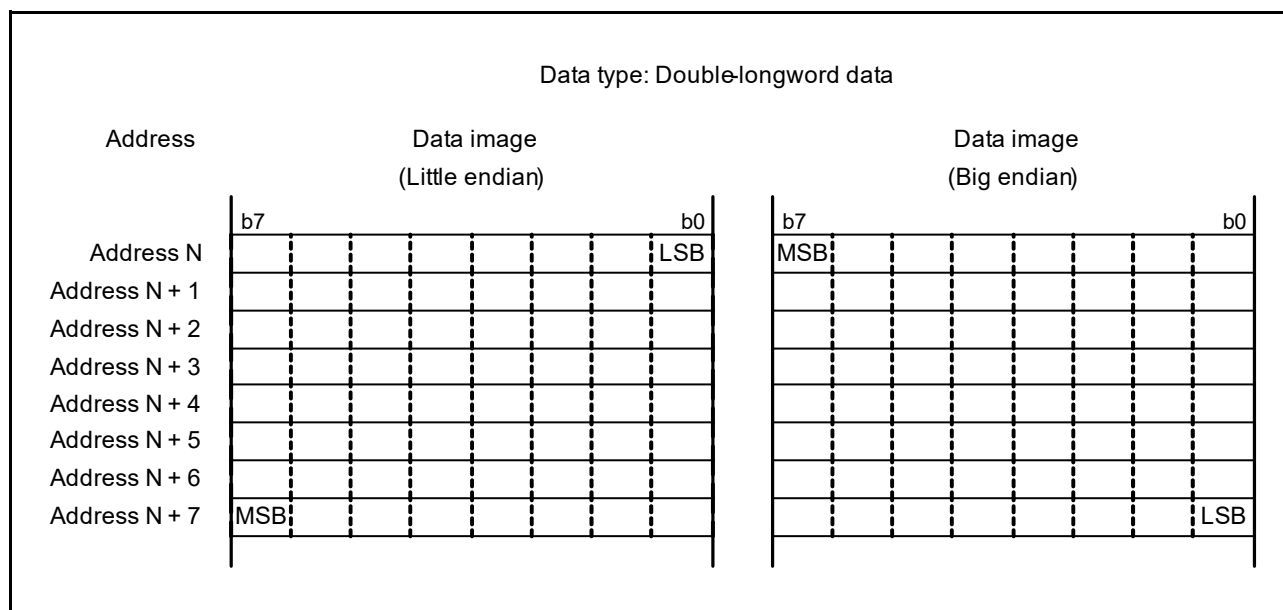 Data type: Double-longword data
Address Data image Data image
(Little endian) (Big endian)
b7 b0 b7 b0
Address N LSB MSB
Address N + 1
Address N + 2
Address N + 3
Address N + 4
Address N + 5
Address N + 6
Address N + 7 MSB LSB